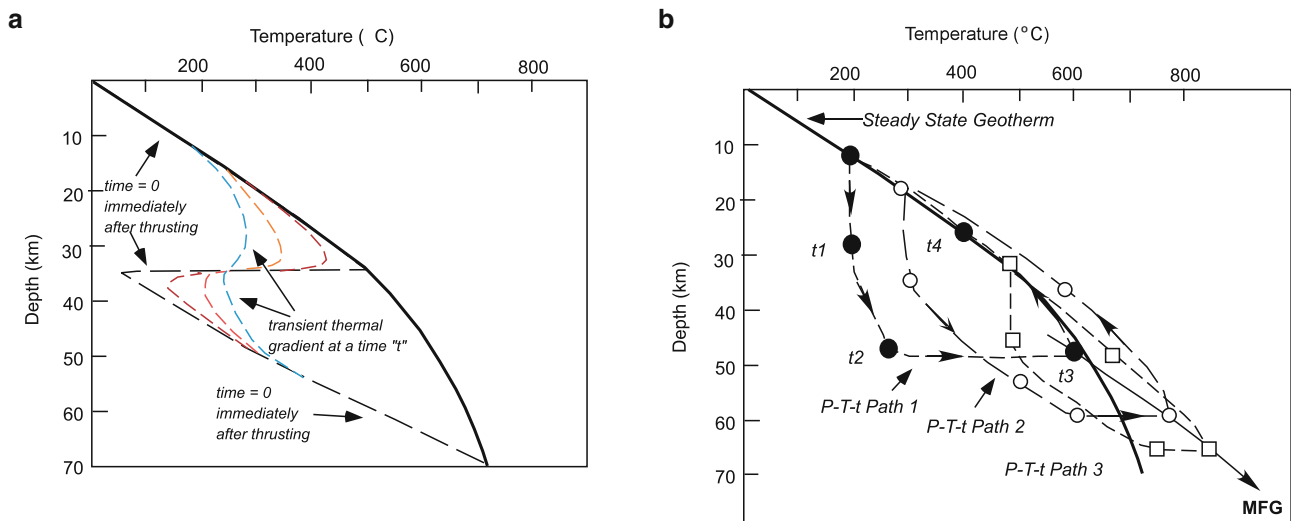 a
Temperature ( C)
200 400 600 800
Depth (km)
10
20
30
40
50
60
70
time = 0
immediately
after thrusting
transient thermal
gradient at a time "t"
time = 0
immediately
after thrusting
b
Temperature (°C)
200 400 600 800
Depth (km)
10
20
30
40
50
60
70
Steady State Geotherm
t1
t4
t2
t3
P-T-t Path 1
P-T-t Path 2
P-T-t Path 3
MFG